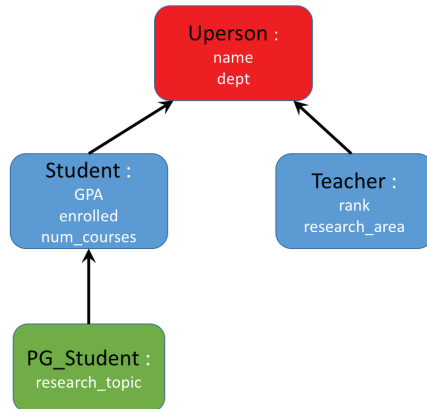 Uperson :
name
dept
Student :
GPA
enrolled
num_courses
Teacher :
rank
research_area
PG_Student :
research_topic